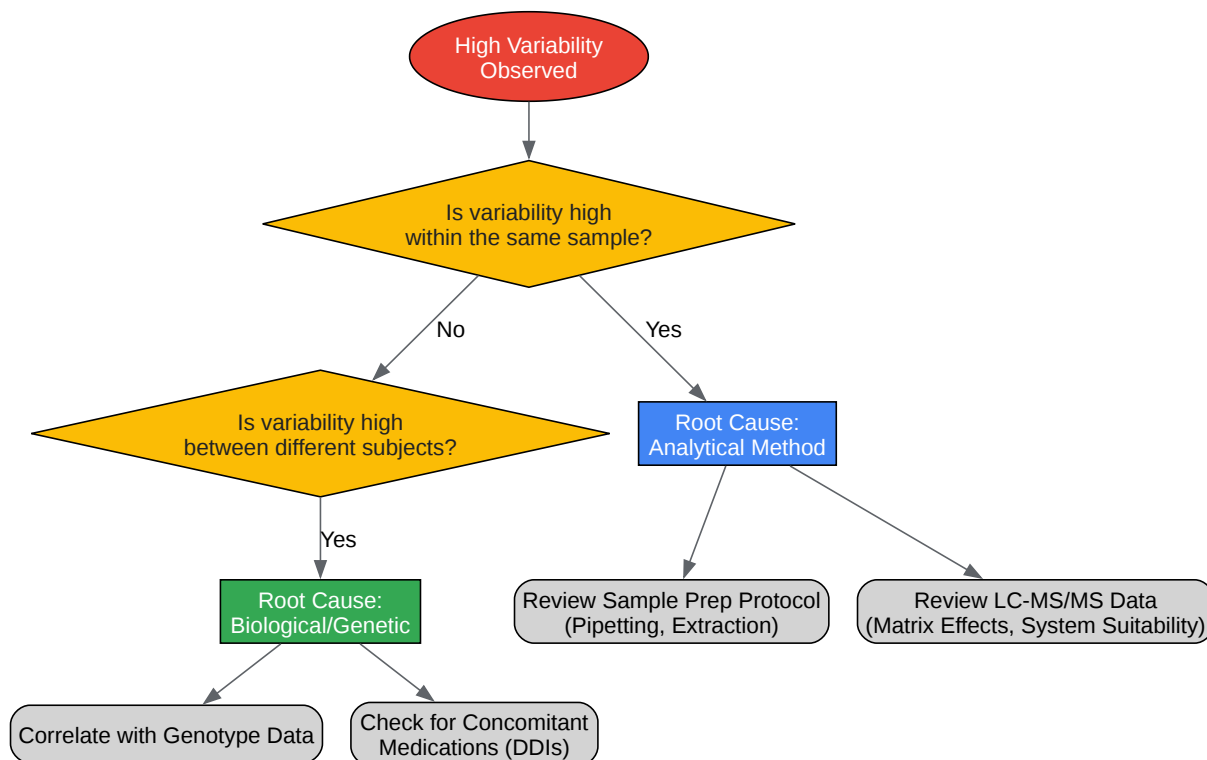 High Variability
Observed
Is variability high
within the same sample?
No
Yes
Is variability high
between different subjects?
Root Cause:
Analytical Method
Yes
Root Cause:
Biological/Genetic
Review Sample Prep Protocol
(Pipetting, Extraction)
Review LC-MS/MS Data
(Matrix Effects, System Suitability)
Correlate with Genotype Data
Check for Concomitant
Medications (DDIs)